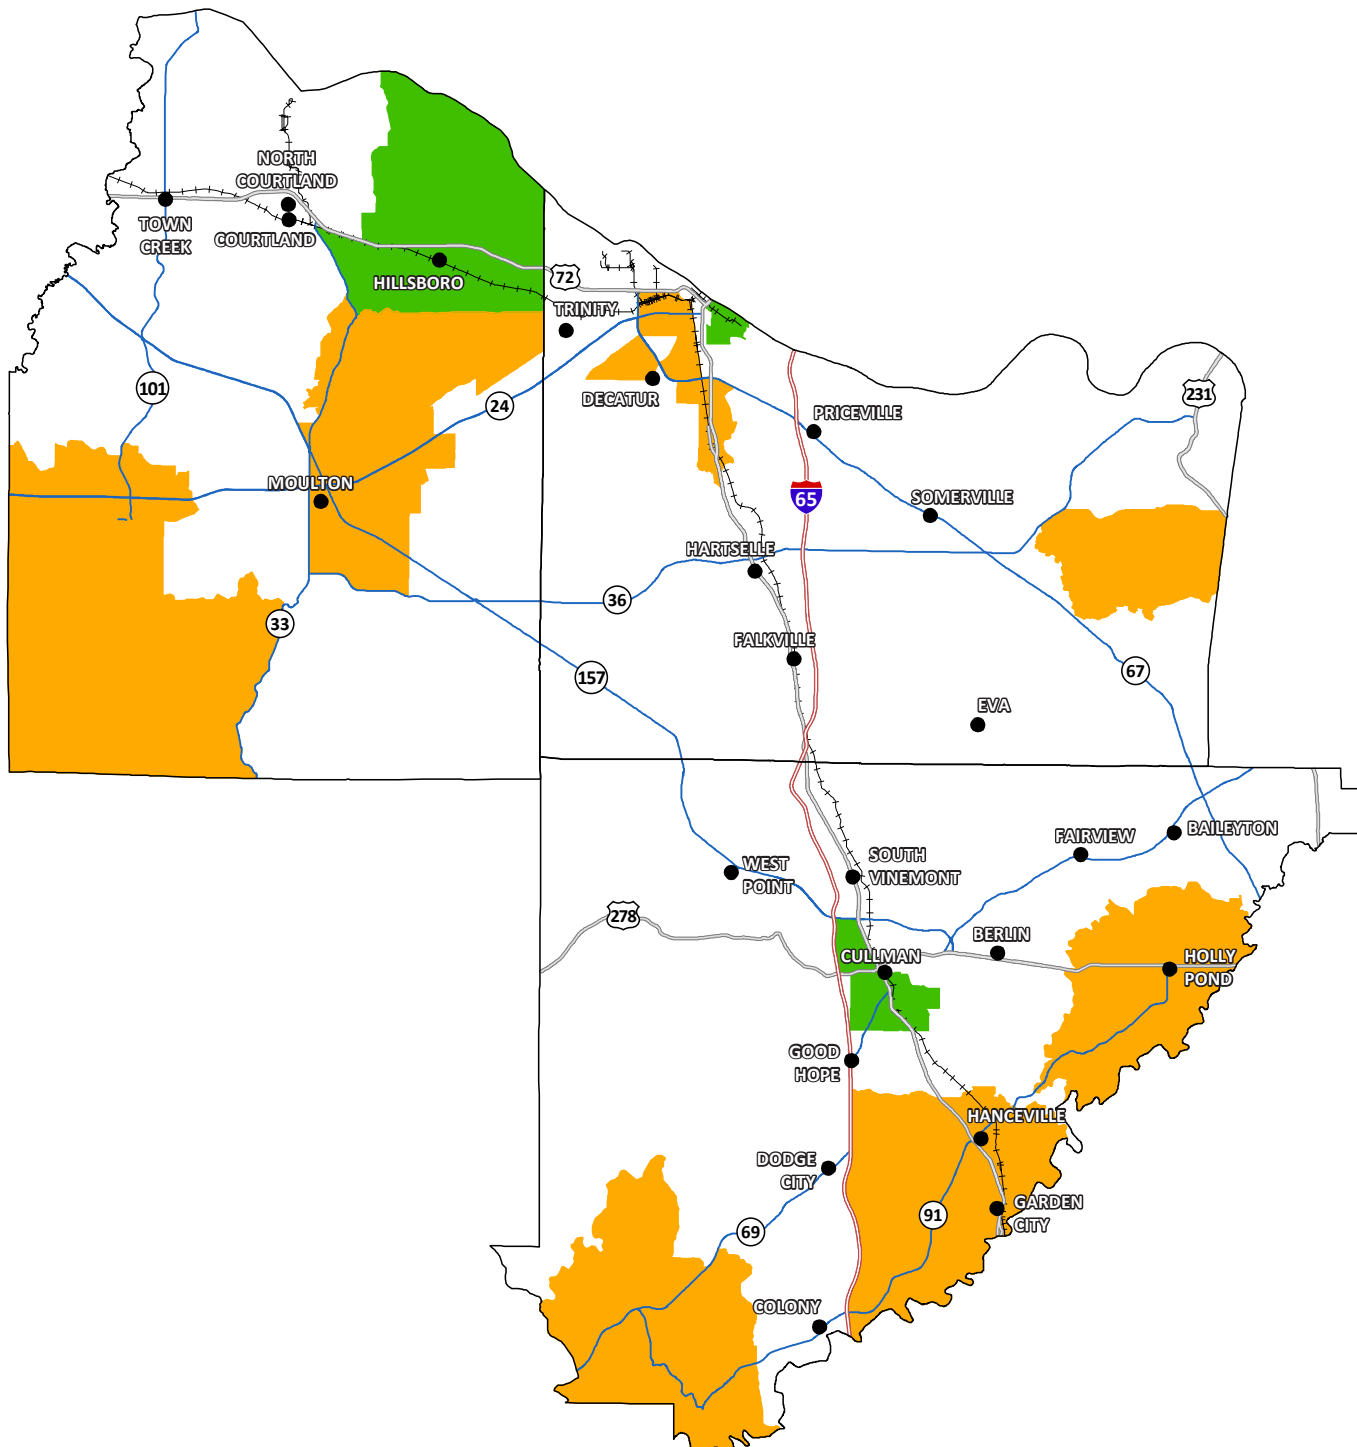 NORTH
COURTLAND
TOWN
CREEK
COURTLAND
HILLSBORO
72
TRINITY
101
24
DECATUR
231
PRICEVILLE
MOULTON
65
SOMERVILLE
HARTSELLE
36
33
FALKVILLE
157
67
EVA
WEST
POINT
SOUTH
VINEMONT
FAIRVIEW
BAILEYTON
278
CULLMAN
BERLIN
HOLLY
POND
GOOD
HOPE
HANCEVILLE
DODGE
CITY
91
GARDEN
CITY
69
COLONY